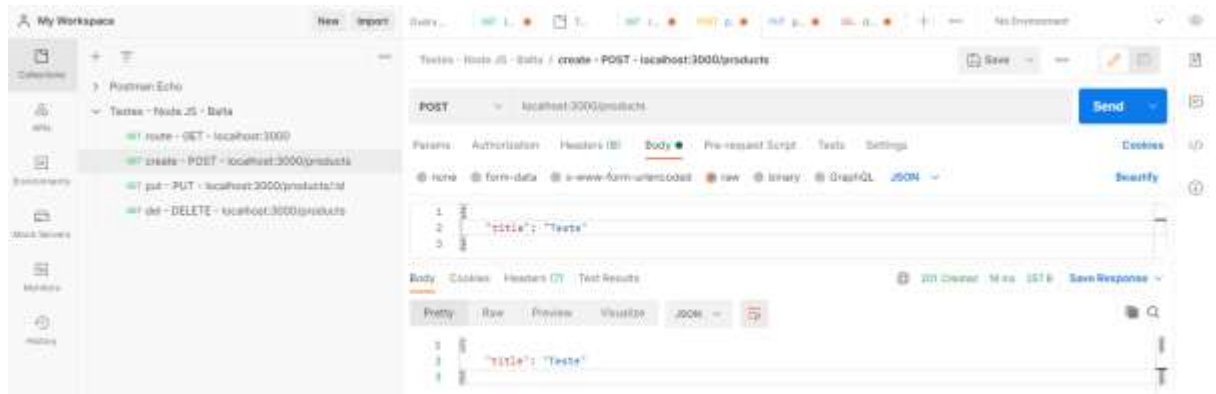 My Workspace
New Import
No Environment
Collections
Postman Echo
Testes - Node JS - Balta
route - GET - localhost:3000
create - POST - localhost:3000/products
put - PUT - localhost:3000/products/:id
del - DELETE - localhost:3000/products
APIs
Environments
Mock Servers
Monitors
History
Testes - Node JS - Balta / create - POST - localhost:3000/products
Save
POST localhost:3000/products
Send
Params Authorization Headers (8) Body Pre-request Script Tests Settings Cookies
none form-data x-www-form-urlencoded raw binary GraphQL JSON Beautify
1 {
2 "title": "Teste"
3 }
Body Cookies Headers (7) Test Results 201 Created Save Response
Pretty Raw Preview Visualize JSON
1 {
2 "title": "Teste"
3 }